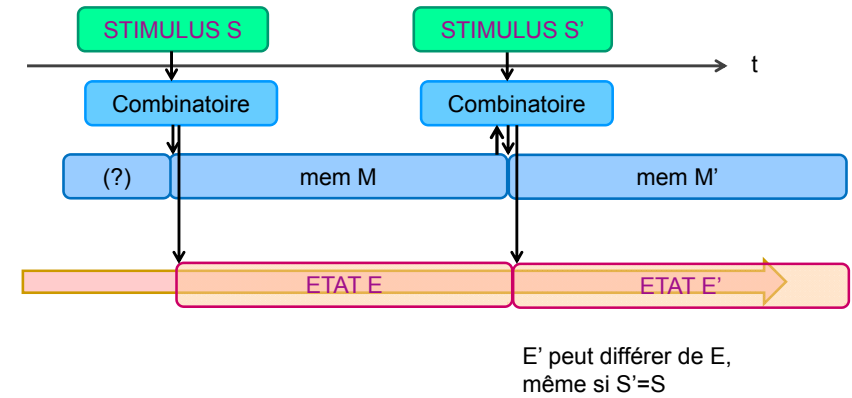 STIMULUS S
STIMULUS S’
t
Combinatoire
Combinatoire
(?)
mem M
mem M’
ETAT E
ETAT E’
E’ peut différer de E,
même si S’=S